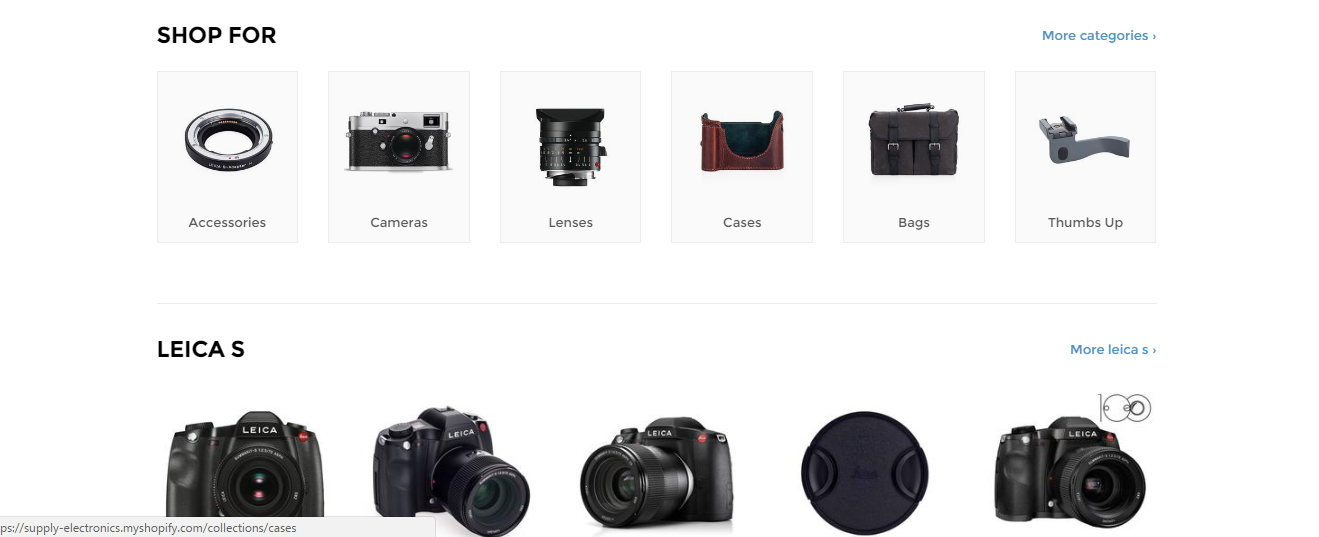 SHOP FOR
More categories ›
Accessories
Cameras
Lenses
Cases
Bags
Thumbs Up
LEICA S
More leica s ›
LEICA
LEICA
LEICA
LEICA
ps://supply-electronics.myshopify.com/collections/cases